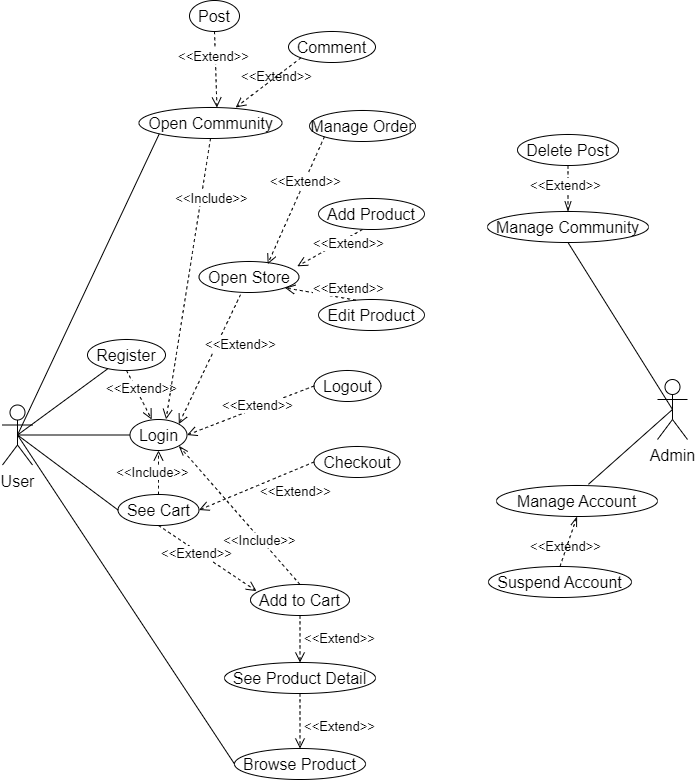 Post
<<Extend>>
Comment
<<Extend>>
Open Community
Manage Order
Delete Post
<<Extend>>
<<Extend>>
<<Include>>
Add Product
Manage Community
<<Extend>>
Open Store
<<Extend>>
Edit Product
<<Extend>>
Register
<<Extend>>
Logout
<<Extend>>
Login
User
Admin
Checkout
<<Include>>
<<Extend>>
See Cart
Manage Account
<<Extend>>
<<Include>>
<<Extend>>
Suspend Account
Add to Cart
<<Extend>>
See Product Detail
<<Extend>>
Browse Product